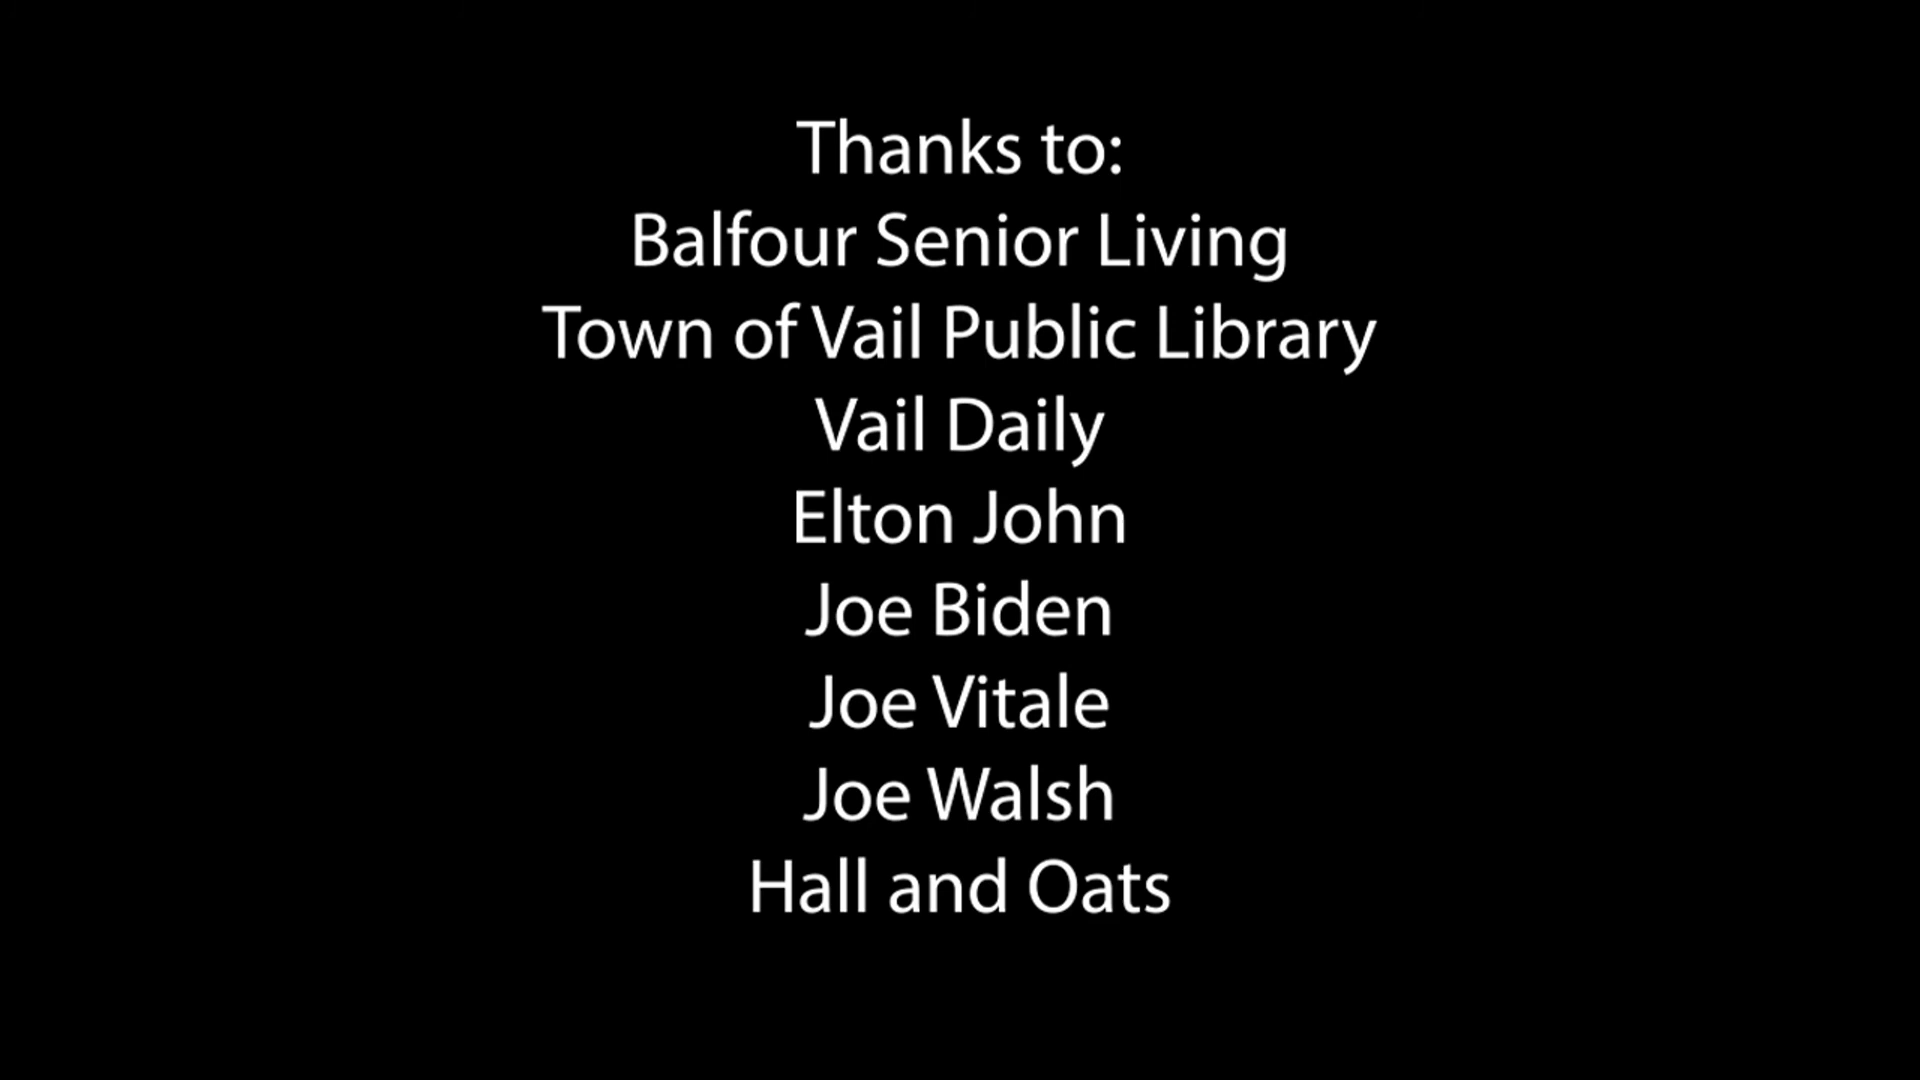 Thanks to:
Balfour Senior Living
Town of Vail Public Library
Vail Daily
Elton John
Joe Biden
Joe Vitale
Joe Walsh
Hall and Oats